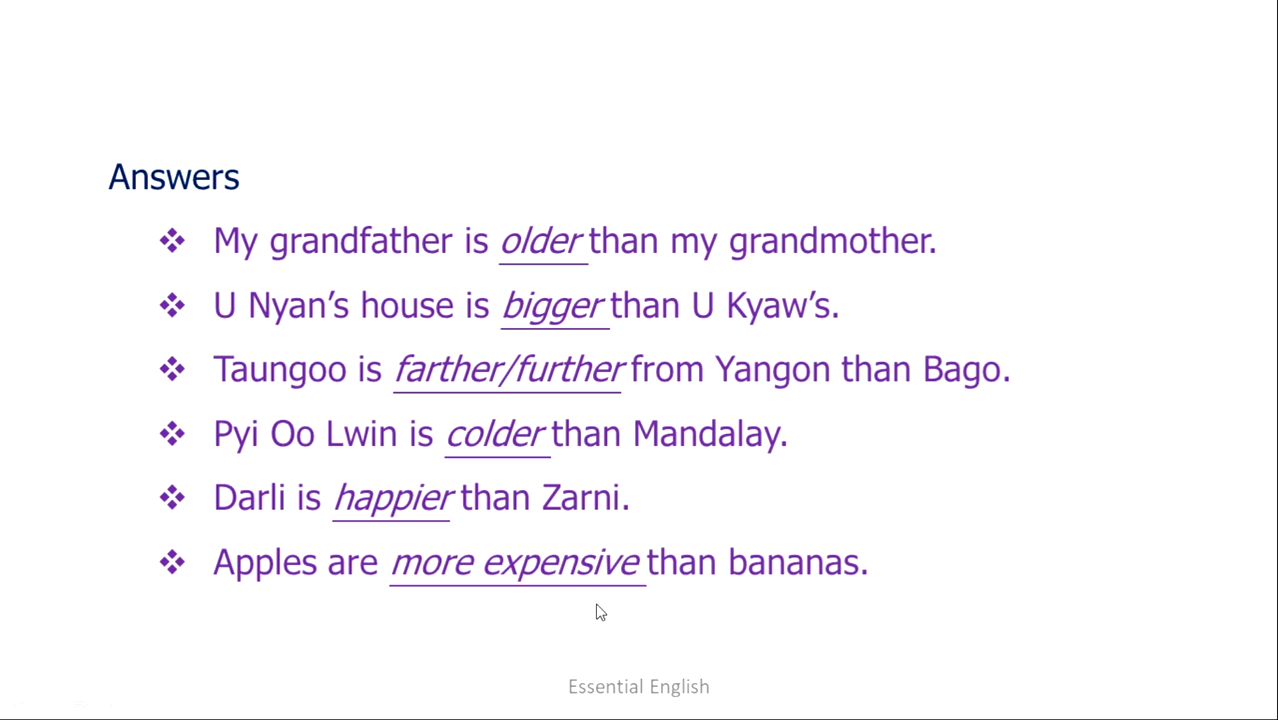 Answers
❖ My grandfather is older than my grandmother.
❖ U Nyan’s house is bigger than U Kyaw’s.
❖ Taungoo is farther/further from Yangon than Bago.
❖ Pyi Oo Lwin is colder than Mandalay.
❖ Darli is happier than Zarni.
❖ Apples are more expensive than bananas.
Essential English